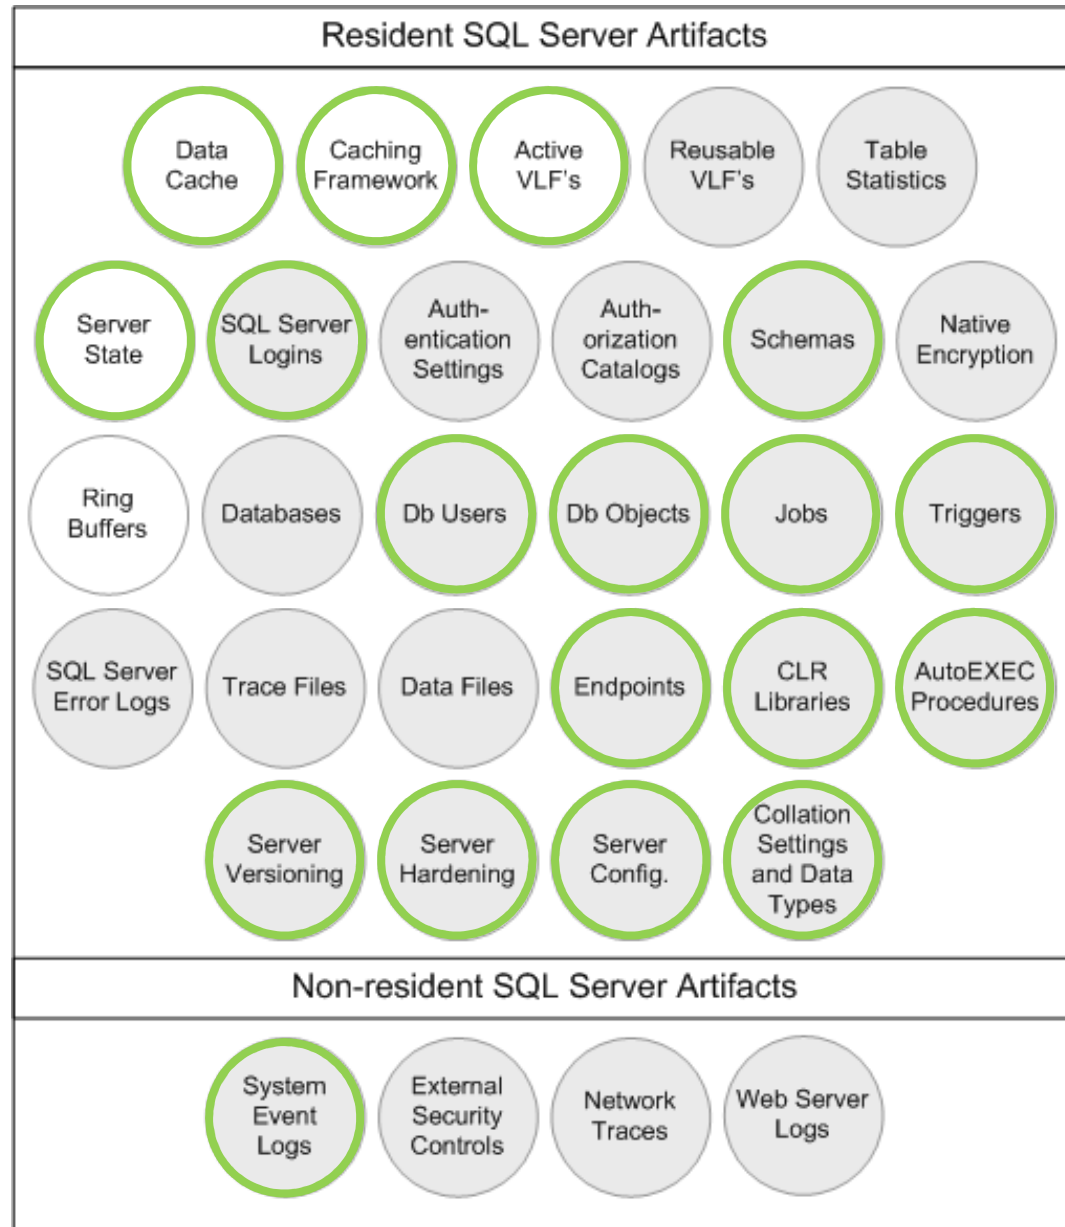 Resident SQL Server Artifacts
Data
Cache
Caching
Framework
Active
VLF's
Reusable
VLF's
Table
Statistics
Server
State
SQL Server
Logins
Auth-
entication
Settings
Auth-
orization
Catalogs
Schemas
Native
Encryption
Ring
Buffers
Databases
Db Users
Db Objects
Jobs
Triggers
SQL Server
Error Logs
Trace Files
Data Files
Endpoints
CLR
Libraries
AutoEXEC
Procedures
Server
Versioning
Server
Hardening
Server
Config.
Collation
Settings
and Data
Types
Non-resident SQL Server Artifacts
System
Event
Logs
External
Security
Controls
Network
Traces
Web Server
Logs